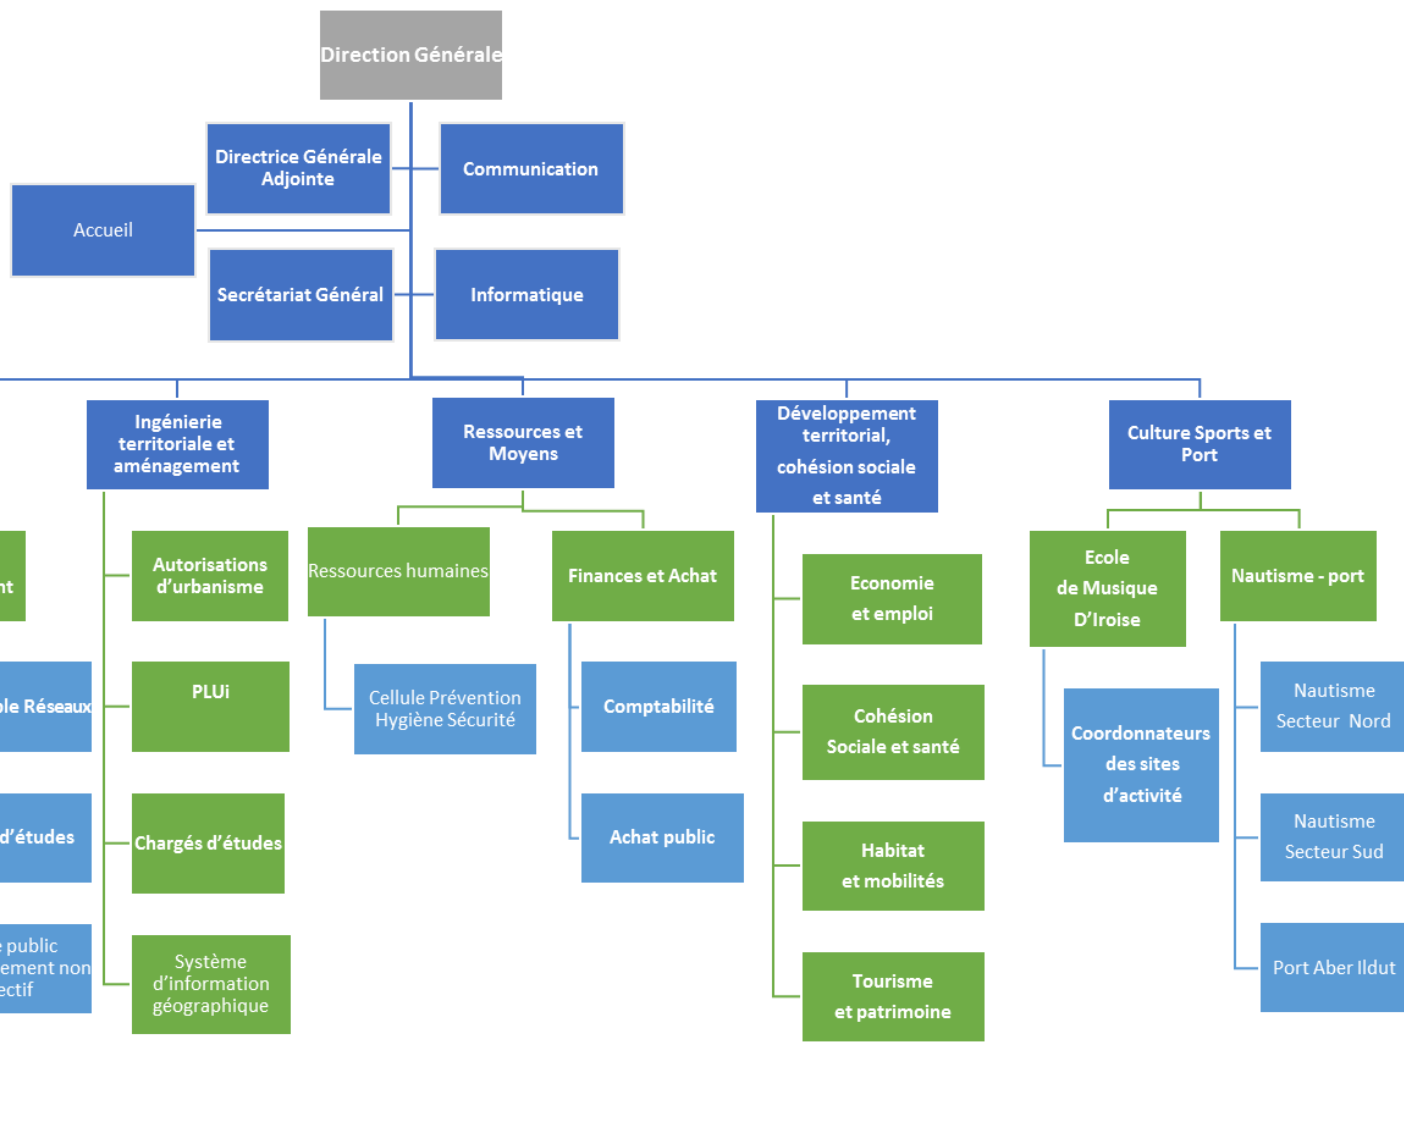 Direction Générale
Directrice Générale
Adjointe
Communication
Accueil
Secrétariat Général
Informatique
Ingénierie
territoriale et
aménagement
Ressources et
Moyens
Développement
territorial,
cohésion sociale
et santé
Culture Sports et
Port
Autorisations
d’urbanisme
PLUi
Chargés d’études
Système
d’information
géographique
Réseaux
d’études
public
non
Ressources humaines
Cellule Prévention
Hygiène Sécurité
Finances et Achat
Comptabilité
Achat public
Economie
et emploi
Cohésion
Sociale et santé
Habitat
et mobilités
Tourisme
et patrimoine
Ecole
de Musique
D’Iroise
Coordonnateurs
des sites
d’activité
Nautisme - port
Nautisme
Secteur Nord
Nautisme
Secteur Sud
Port Aber Ildut